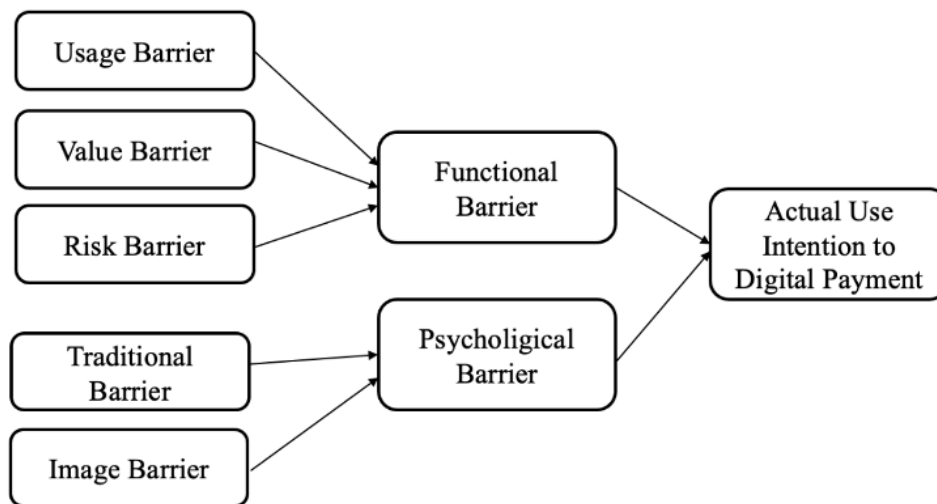 Usage Barrier
Value Barrier
Risk Barrier
Traditional
Barrier
Image Barrier
Functional
Barrier
Psycholigical
Barrier
Actual Use
Intention to
Digital Payment